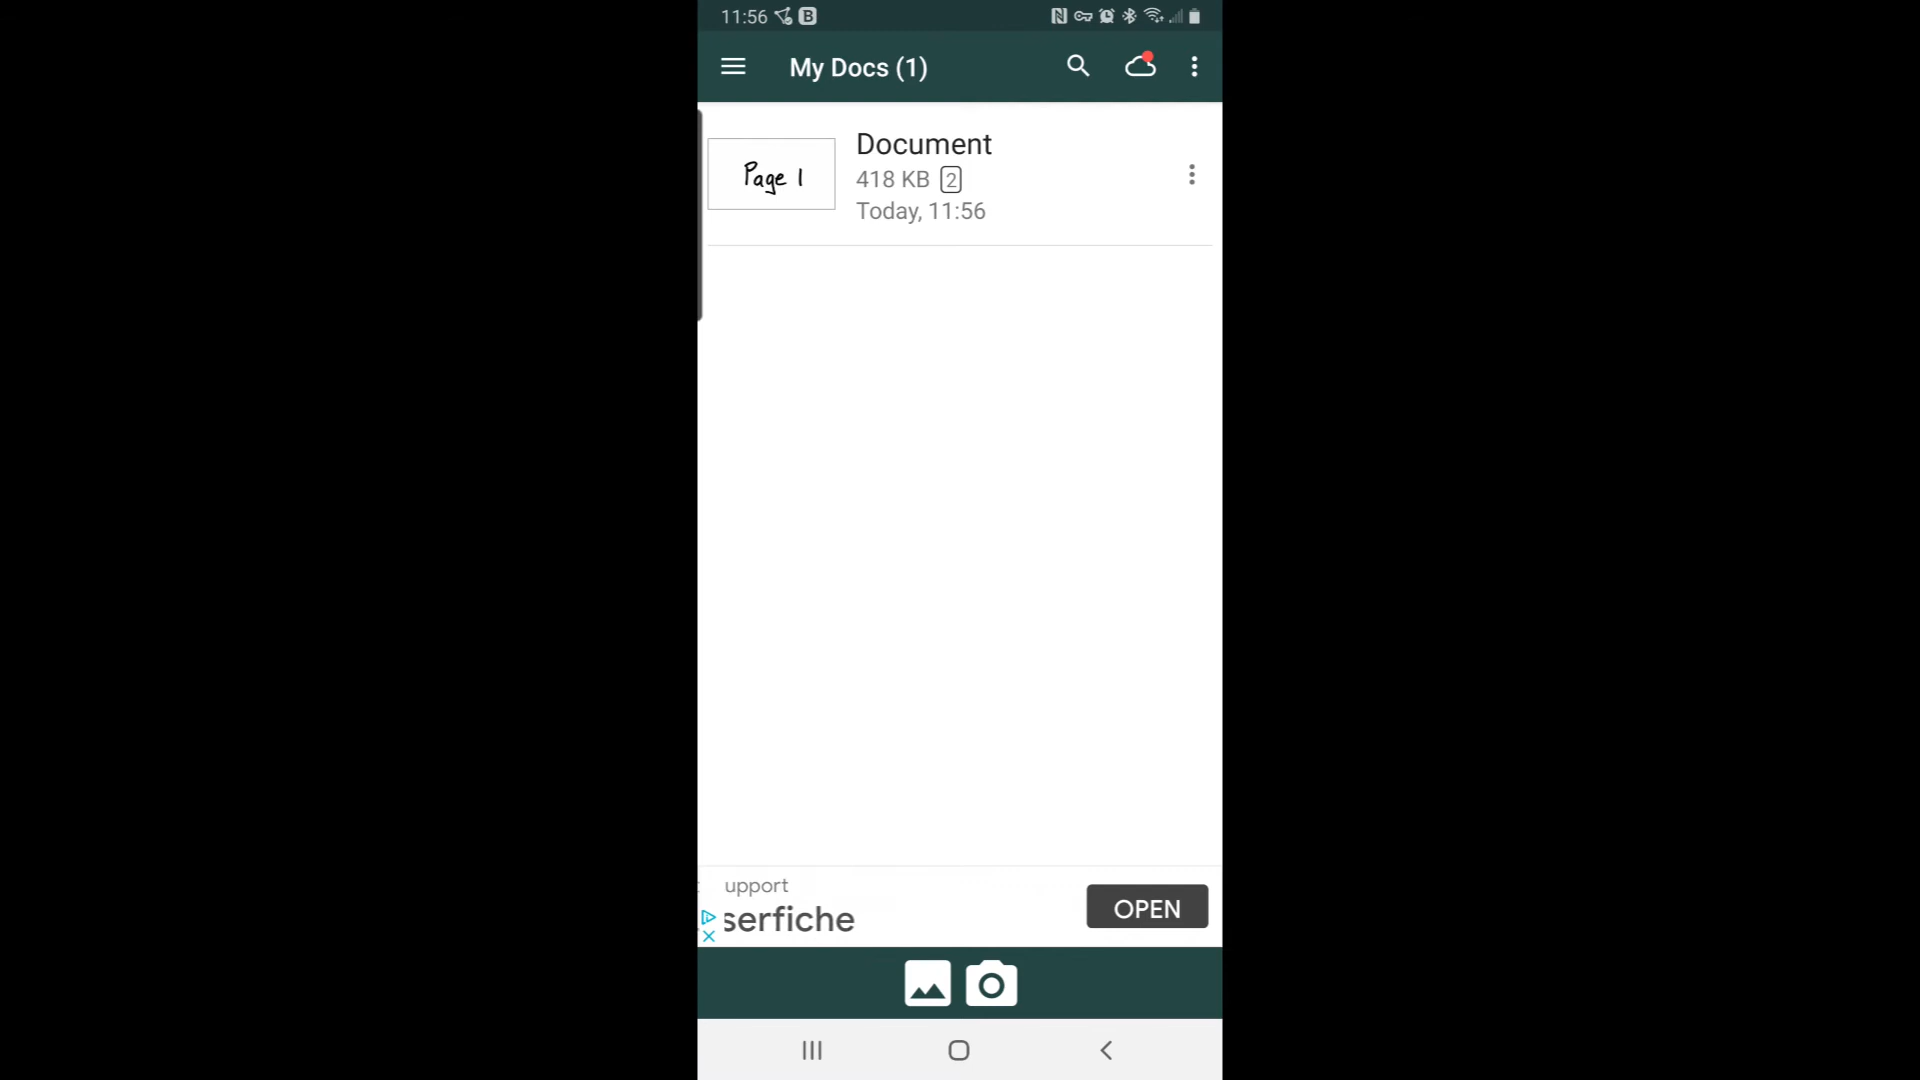 11:56 B
My Docs (1)
Page 1
Document
418 KB 2
Today, 11:56
upport
serfiche
OPEN